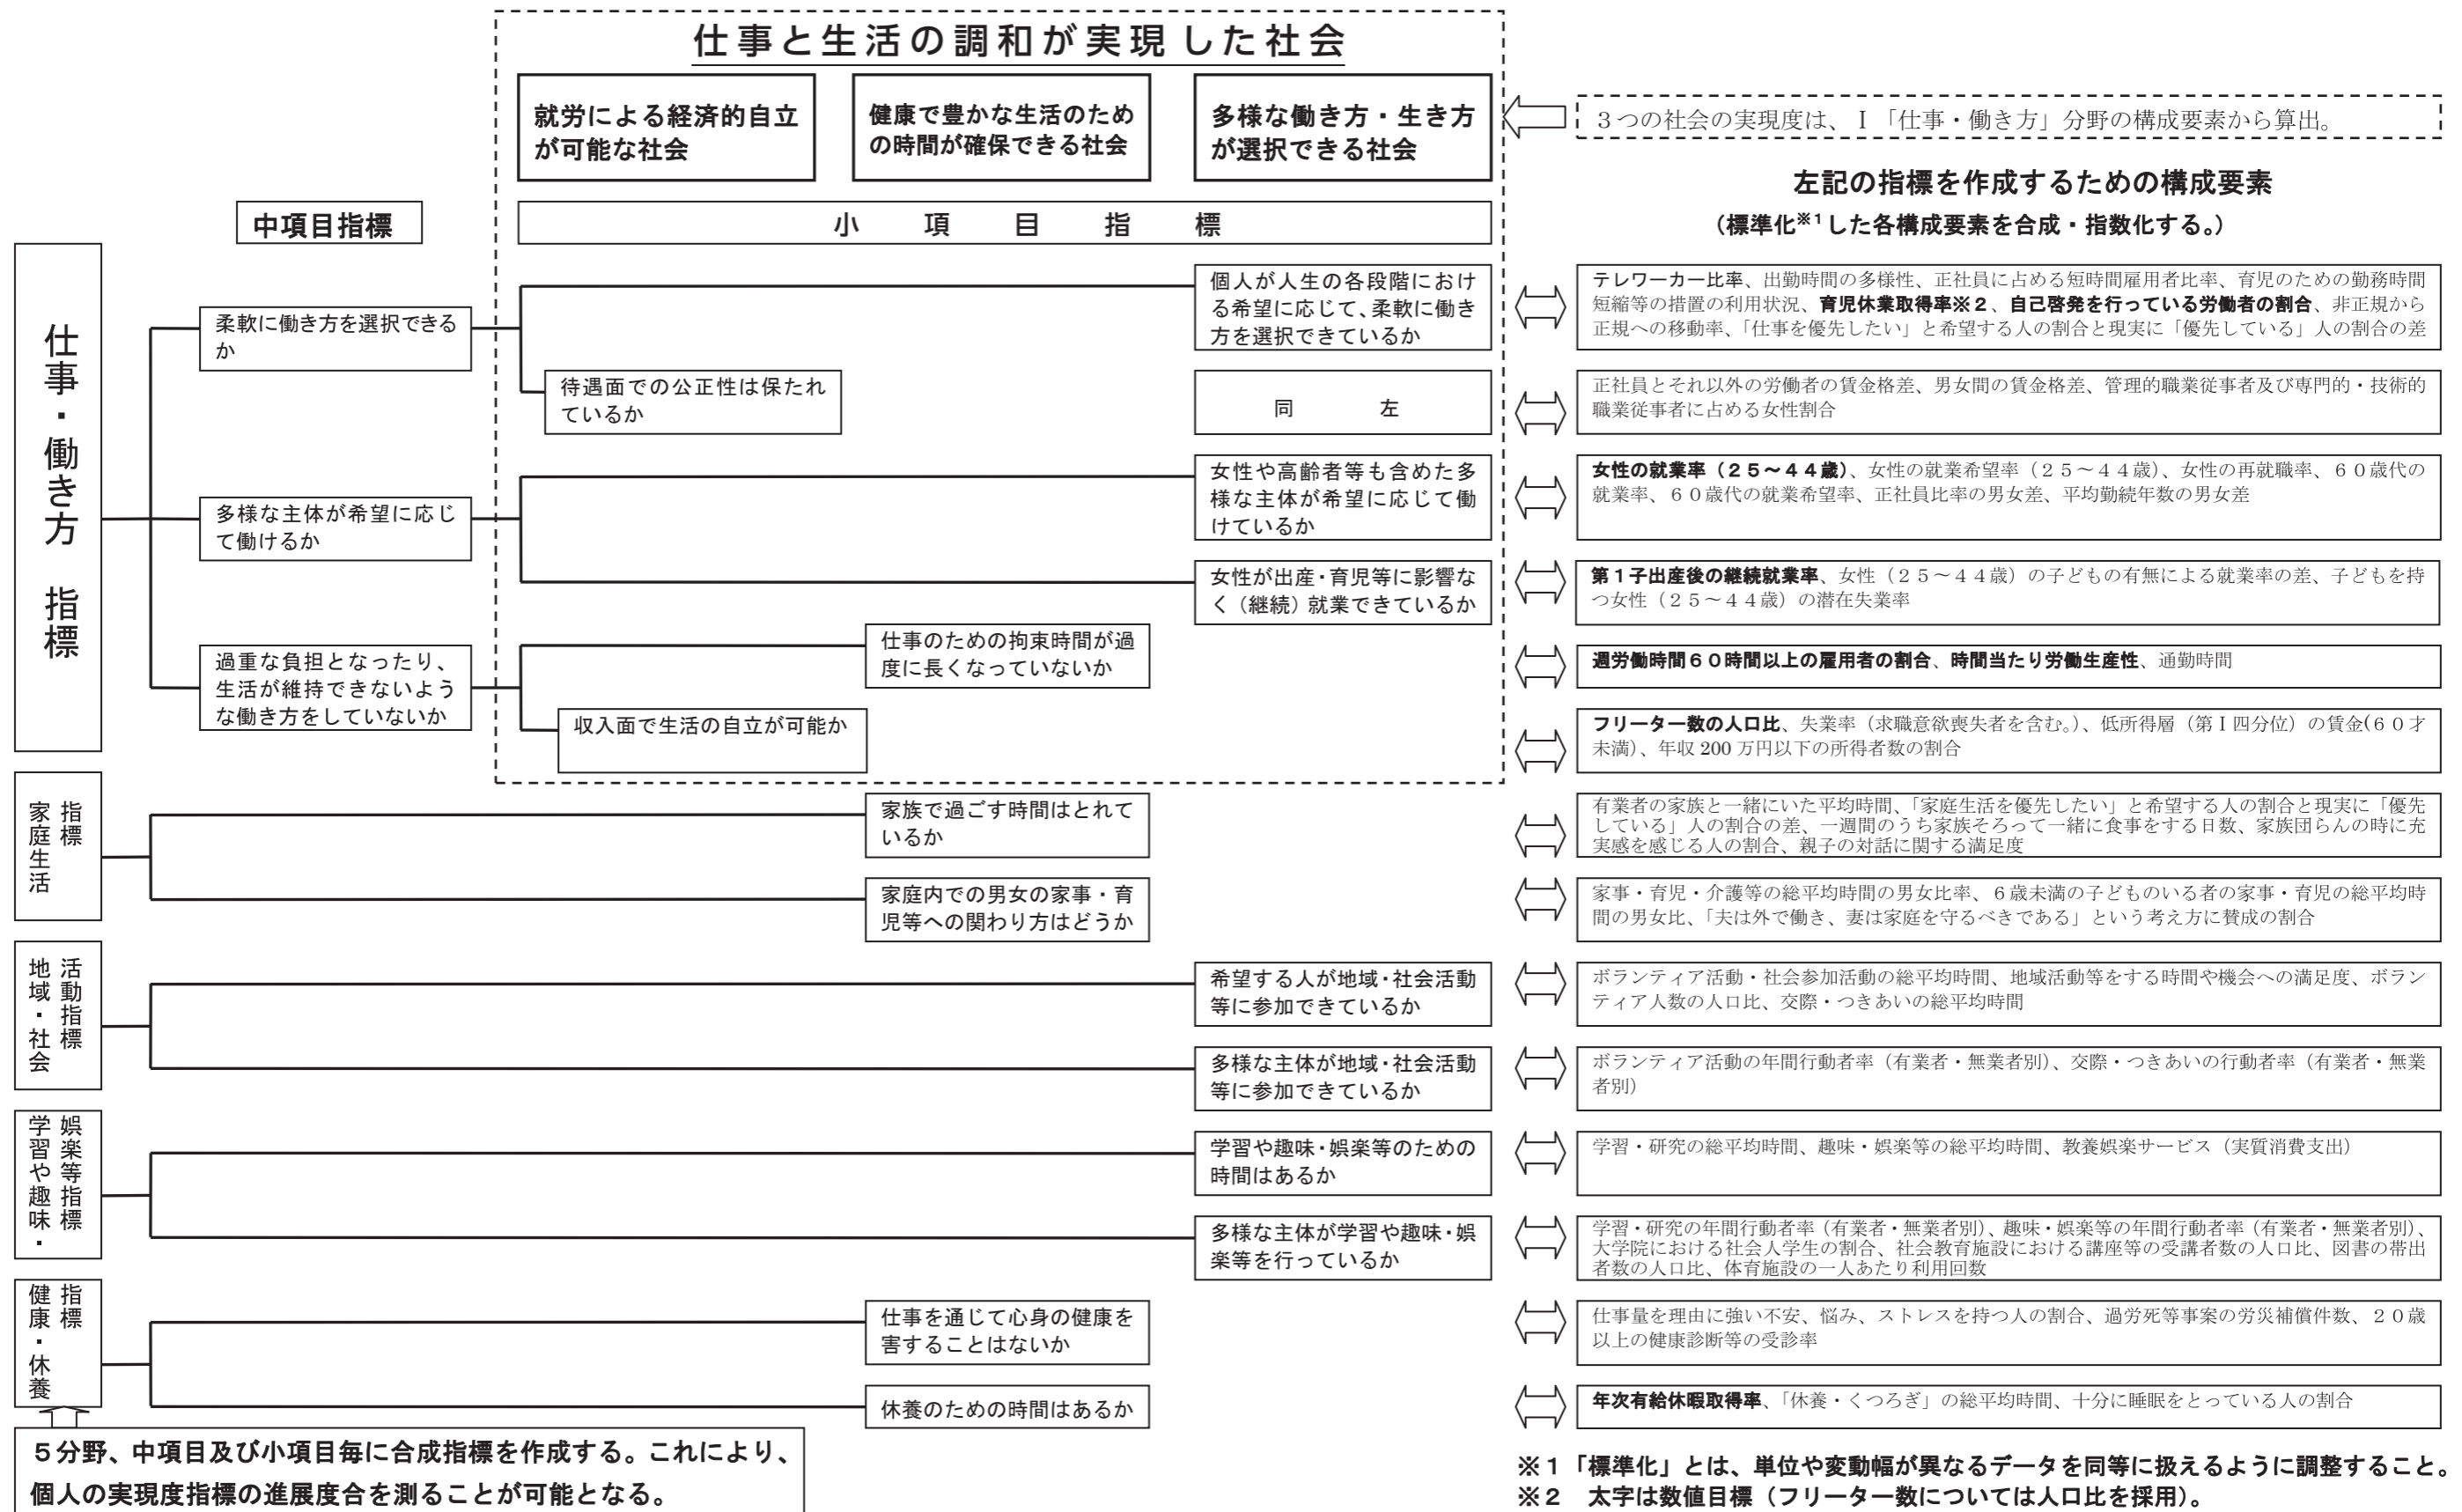 仕事と生活の調和が実現した社会
就労による経済的自立
が可能な社会
健康で豊かな生活のため
の時間が確保できる社会
多様な働き方・生き方
が選択できる社会
３つの社会の実現度は、Ⅰ「仕事・働き方」分野の構成要素から算出。
左記の指標を作成するための構成要素
（標準化※1した各構成要素を合成・指数化する。）
中項目指標
小項目指標
仕事・働き方 指標
柔軟に働き方を選択できる
か
個人が人生の各段階におけ
る希望に応じて、柔軟に働き
方を選択できているか
テレワーカー比率、出勤時間の多様性、正社員に占める短時間雇用者比率、育児のための勤務時間
短縮等の措置の利用状況、育児休業取得率※２、自己啓発を行っている労働者の割合、非正規から
正規への移動率、「仕事を優先したい」と希望する人の割合と現実に「優先している」人の割合の差
待遇面での公正性は保たれ
ているか
同　左
正社員とそれ以外の労働者の賃金格差、男女間の賃金格差、管理的職業従事者及び専門的・技術的
職業従事者に占める女性割合
多様な主体が希望に応じ
て働けるか
女性や高齢者等も含めた多
様な主体が希望に応じて働
けているか
女性の就業率（２５～４４歳）、女性の就業希望率（２５～４４歳）、女性の再就職率、６０歳代の
就業率、６０歳代の就業希望率、正社員比率の男女差、平均勤続年数の男女差
女性が出産・育児等に影響な
く（継続）就業できているか
第１子出産後の継続就業率、女性（２５～４４歳）の子どもの有無による就業率の差、子どもを持
つ女性（２５～４４歳）の潜在失業率
過重な負担となったり、
生活が維持できないよう
な働き方をしていないか
仕事のための拘束時間が過
度に長くなっていないか
週労働時間６０時間以上の雇用者の割合、時間当たり労働生産性、通勤時間
収入面で生活の自立が可能か
フリーター数の人口比、失業率（求職意欲喪失者を含む。）、低所得層（第Ⅰ四分位）の賃金(６０才
未満）、年収 200 万円以下の所得者数の割合
家庭生活
指標
家族で過ごす時間はとれて
いるか
有業者の家族と一緒にいた平均時間、「家庭生活を優先したい」と希望する人の割合と現実に「優先
している」人の割合の差、一週間のうち家族そろって一緒に食事をする日数、家族団らんの時に充
実感を感じる人の割合、親子の対話に関する満足度
家庭内での男女の家事・育
児等への関わり方はどうか
家事・育児・介護等の総平均時間の男女比率、６歳未満の子どものいる者の家事・育児の総平均時
間の男女比、「夫は外で働き、妻は家庭を守るべきである」という考え方に賛成の割合
地域・社会
活動指標
希望する人が地域・社会活動
等に参加できているか
ボランティア活動・社会参加活動の総平均時間、地域活動等をする時間や機会への満足度、ボラン
ティア人数の人口比、交際・つきあいの総平均時間
多様な主体が地域・社会活動
等に参加できているか
ボランティア活動の年間行動者率（有業者・無業者別）、交際・つきあいの行動者率（有業者・無業
者別）
学習や趣味・
娯楽等指標
学習や趣味・娯楽等のための
時間はあるか
学習・研究の総平均時間、趣味・娯楽等の総平均時間、教養娯楽サービス（実質消費支出）
多様な主体が学習や趣味・娯
楽等を行っているか
学習・研究の年間行動者率（有業者・無業者別）、趣味・娯楽等の年間行動者率（有業者・無業者別）、
大学院における社会人学生の割合、社会教育施設における講座等の受講者数の人口比、図書の帯出
者数の人口比、体育施設の一人あたり利用回数
健康・休養
指標
仕事を通じて心身の健康を
害することはないか
仕事量を理由に強い不安、悩み、ストレスを持つ人の割合、過労死等事案の労災補償件数、２０歳
以上の健康診断等の受診率
休養のための時間はあるか
年次有給休暇取得率、「休養・くつろぎ」の総平均時間、十分に睡眠をとっている人の割合
５分野、中項目及び小項目毎に合成指標を作成する。これにより、
個人の実現度指標の進展度合を測ることが可能となる。
※１「標準化」とは、単位や変動幅が異なるデータを同等に扱えるように調整すること。
※２　太字は数値目標（フリーター数については人口比を採用）。